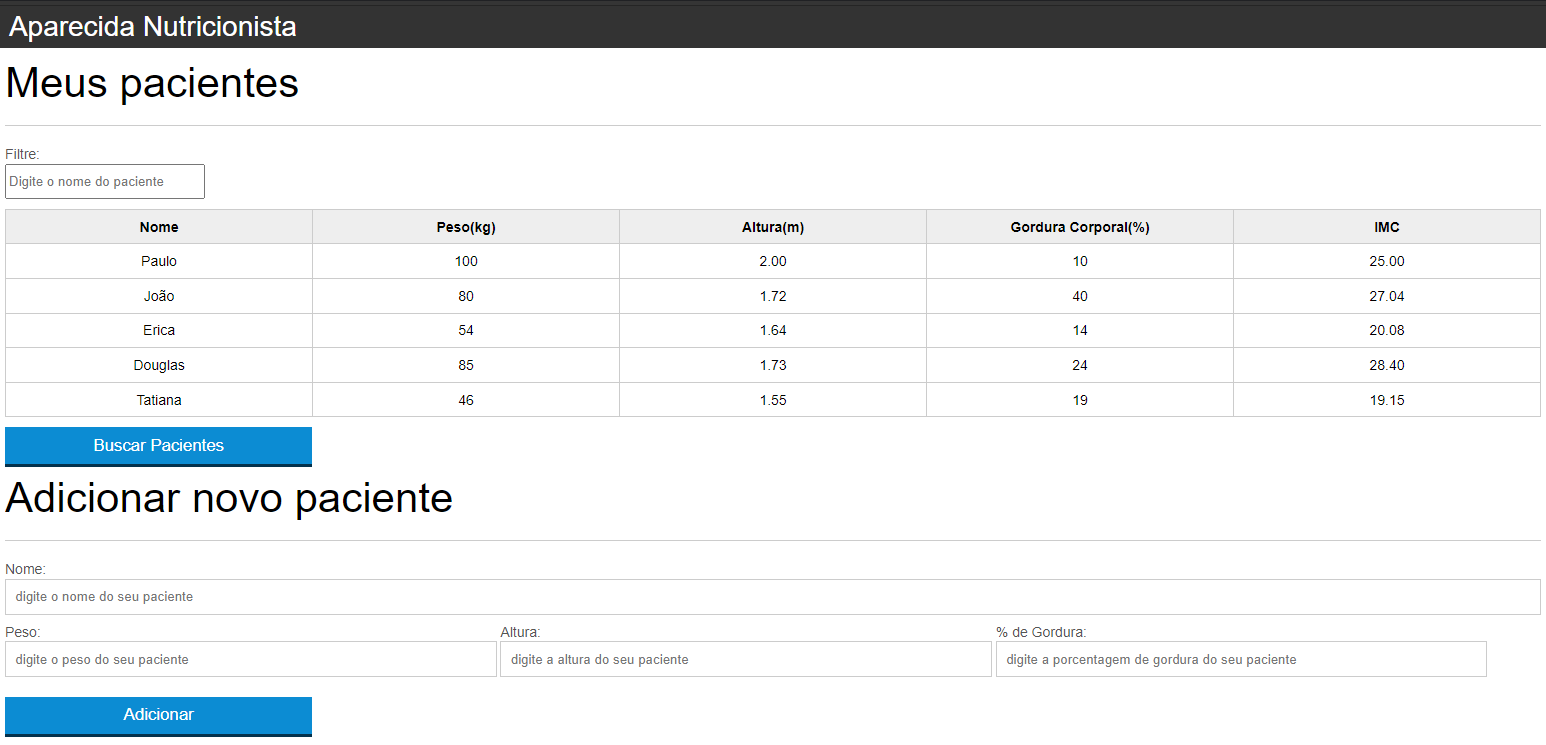 Aparecida Nutricionista
Meus pacientes
Filtre:
Digite o nome do paciente
Nome Peso(kg) Altura(m) Gordura Corporal(%) IMC
Paulo 100 2.00 10 25.00
João 80 1.72 40 27.04
Erica 54 1.64 14 20.08
Douglas 85 1.73 24 28.40
Tatiana 46 1.55 19 19.15
Buscar Pacientes
Adicionar novo paciente
Nome:
digite o nome do seu paciente
Peso: Altura: % de Gordura:
digite o peso do seu paciente digite a altura do seu paciente digite a porcentagem de gordura do seu paciente
Adicionar